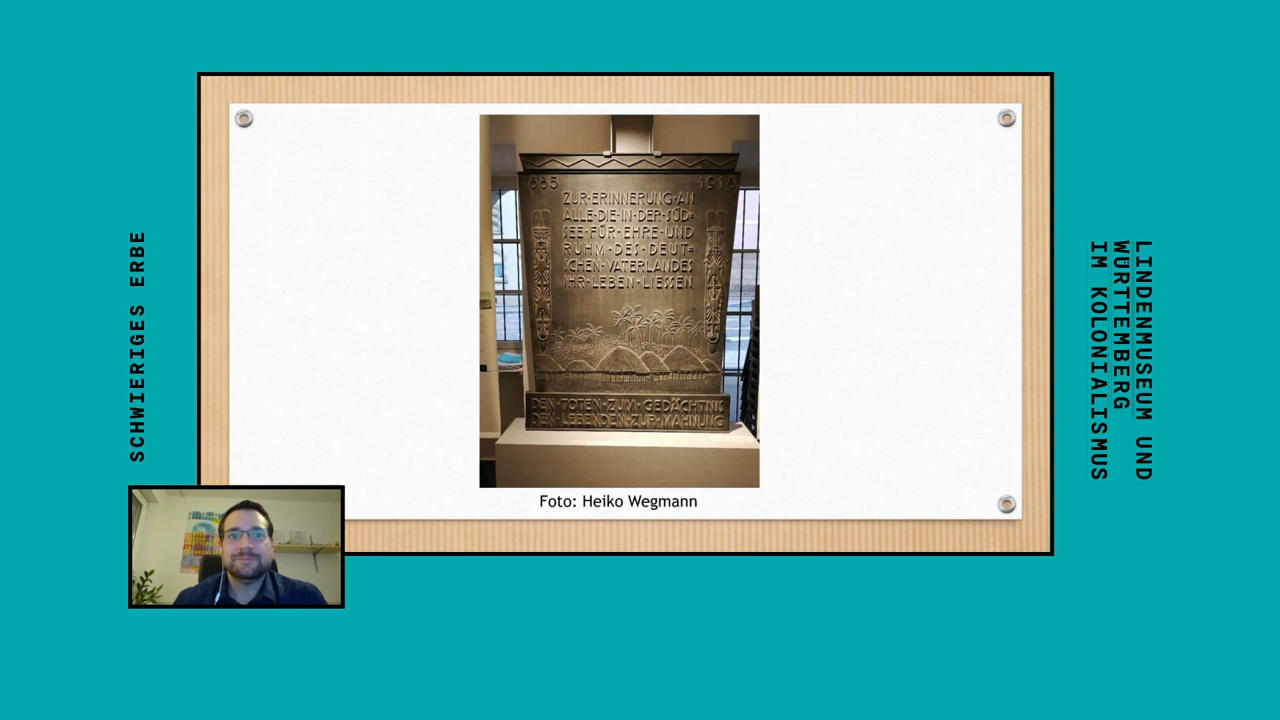 SCHWIERIGES ERBE
1885 1918
ZUR·ERINNERUNG·AN
ALLE·DIE·IN·DER·SÜD=
SEE·FÜR·EHRE·UND
RUHM·DES·DEUT=
SCHEN·VATERLANDES
IHR·LEBEN·LIESSEN
DEN·TOTEN·ZUM·GEDÄCHTNIS
DEN·LEBENDEN·ZUR·MAHNUNG
Foto: Heiko Wegmann
LINDENMUSEUM UND
WÜRTTEMBERG
IM KOLONIALISMUS